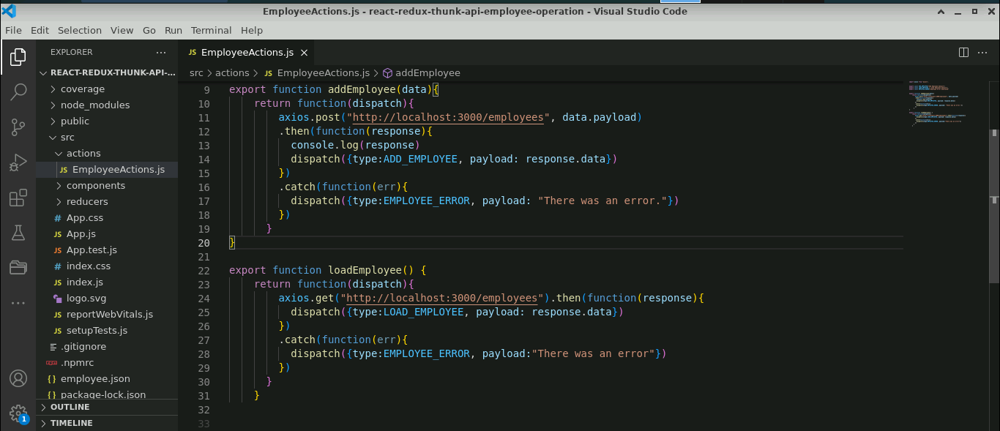 EmployeeActions.js - react-redux-thunk-api-employee-operation - Visual Studio Code
File Edit Selection View Go Run Terminal Help
EXPLORER ···
REACT-REDUX-THUNK-API-...
coverage
node_modules
public
src
actions
JS EmployeeActions.js
components
reducers
# App.css
JS App.js
JS App.test.js
# index.css
JS index.js
logo.svg
JS reportWebVitals.js
JS setupTests.js
.gitignore
.npmrc
{} employee.json
{} package-lock.json
OUTLINE
TIMELINE
1
JS EmployeeActions.js
src > actions > JS EmployeeActions.js > addEmployee
9 export function addEmployee(data){
10 return function(dispatch){
11 axios.post("http://localhost:3000/employees", data.payload)
12 .then(function(response){
13 console.log(response)
14 dispatch({type:ADD_EMPLOYEE, payload: response.data})
15 })
16 .catch(function(err){
17 dispatch({type:EMPLOYEE_ERROR, payload: "There was an error."})
18 })
19 }
20 }
21
22 export function loadEmployee() {
23 return function(dispatch){
24 axios.get("http://localhost:3000/employees").then(function(response){
25 dispatch({type:LOAD_EMPLOYEE, payload: response.data})
26 })
27 .catch(function(err){
28 dispatch({type:EMPLOYEE_ERROR, payload:"There was an error"})
29 })
30 }
31 }
32
33